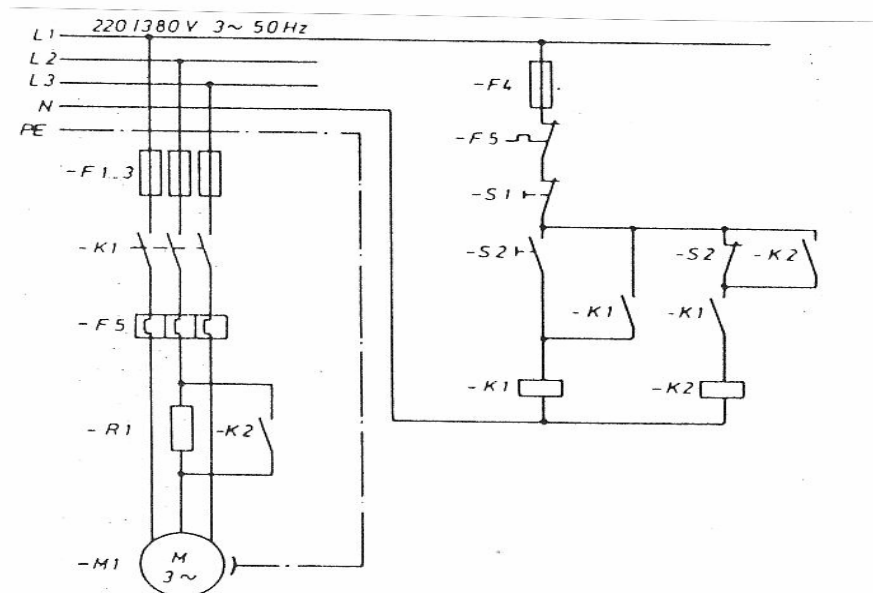 220/380 V 3~ 50 Hz
L1
L2
L3
N
PE
-F1...3
-K1
-F5
-R1
-K2
-M1
M
3~
-F4
-F5
-S1
-S2
-K1
-K1
-S2
-K2
-K1
-K2